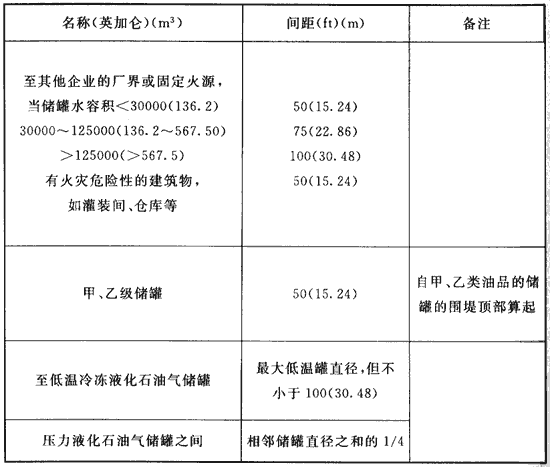 名称(英加仑)(m³) 间距(ft)(m) 备注
至其他企业的厂界或固定火源,
当储罐水容积<30000(136.2) 50(15.24)
30000～125000(136.2～567.50) 75(22.86)
>125000(>567.5) 100(30.48)
有火灾危险性的建筑物, 50(15.24)
如灌装间、仓库等
甲、乙级储罐 50(15.24) 自甲、乙类油品的储
罐的围堤顶部算起
至低温冷冻液化石油气储罐 最大低温罐直径,但不
小于100(30.48)
压力液化石油气储罐之间 相邻储罐直径之和的1/4